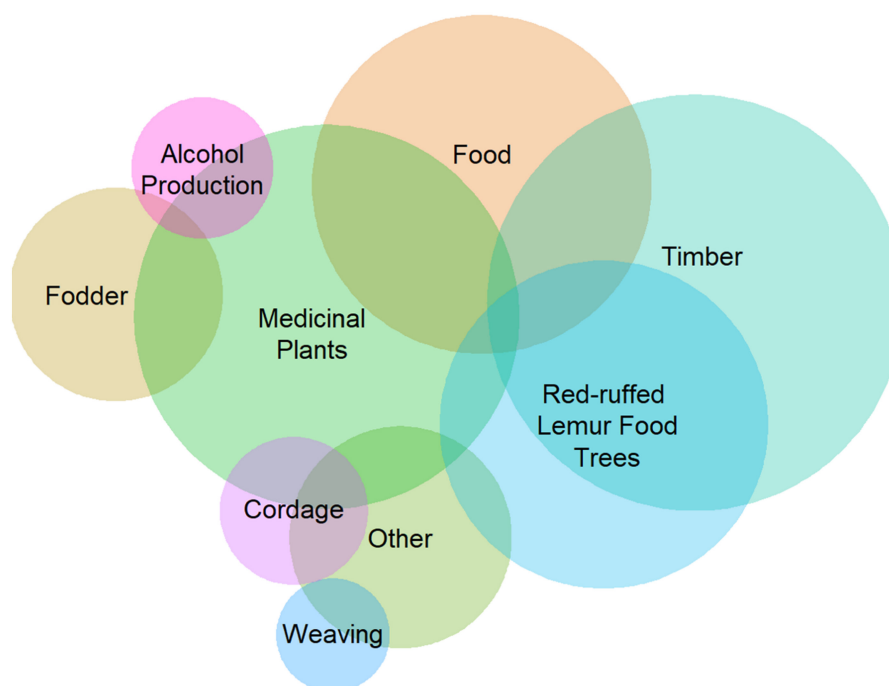 Alcohol
Production
Food
Timber
Fodder
Medicinal
Plants
Red-ruffed
Lemur Food
Trees
Cordage
Other
Weaving